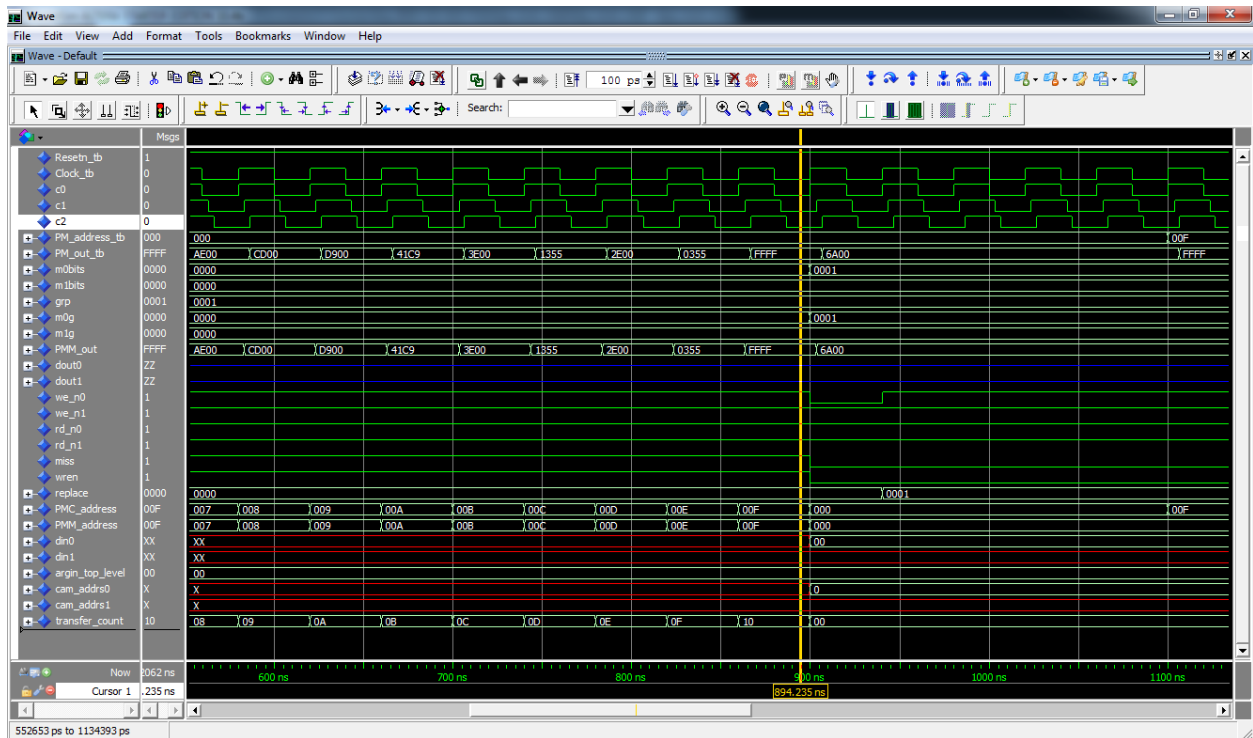 Wave
File Edit View Add Format Tools Bookmarks Window Help
Wave - Default
100 ps
Search:
Msgs
Resetn_tb 1
Clock_tb 0
c0 0
c1 0
c2 0
PM_address_tb 000 000 00F
PM_out_tb FFFF AE00 CD00 D900 41C9 3E00 1355 2E00 0355 FFFF 6A00 FFFF
m0bits 0000 0000 0001
m1bits 0000 0000
grp 0001 0001
m0g 0000 0000 0001
m1g 0000 0000
PMM_out FFFF AE00 CD00 D900 41C9 3E00 1355 2E00 0355 FFFF 6A00
dout0 ZZ
dout1 ZZ
we_n0 1
we_n1 1
rd_n0 1
rd_n1 1
miss 1
wren 1
replace 0000 0000 0001
PMC_address 00F 007 008 009 00A 00B 00C 00D 00E 00F 000 00F
PMM_address 00F 007 008 009 00A 00B 00C 00D 00E 00F 000
din0 XX XX 00
din1 XX XX
argin_top_level 00 00
cam_addrs0 X X 0
cam_addrs1 X X
transfer_count 10 08 09 0A 0B 0C 0D 0E 0F 10 00
Now 2062 ns 600 ns 700 ns 800 ns 900 ns 1000 ns 1100 ns
Cursor 1 .235 ns 894.235 ns
552653 ps to 1134393 ps